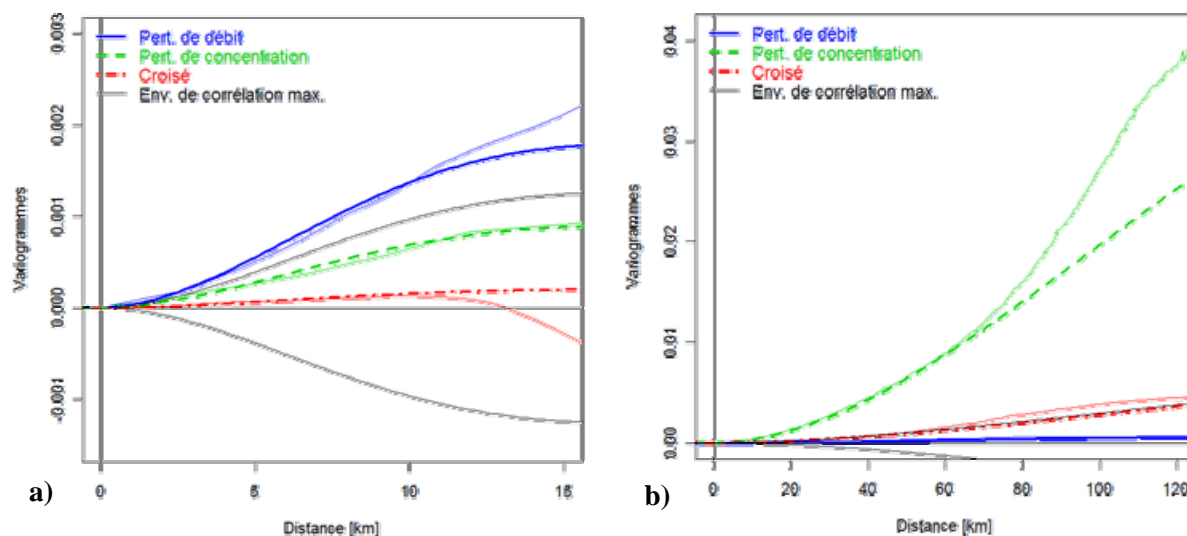 0.003
0.002
0.001
0.000
-0.001
Variogrammes
Pert. de débit
Pert. de concentration
Croisé
Env. de corrélation max.
0
5
10
15
Distance [km]
a)
0.04
0.03
0.02
0.01
0.00
Variogrammes
Pert. de débit
Pert. de concentration
Croisé
Env. de corrélation max.
0
20
40
60
80
100
120
Distance [km]
b)